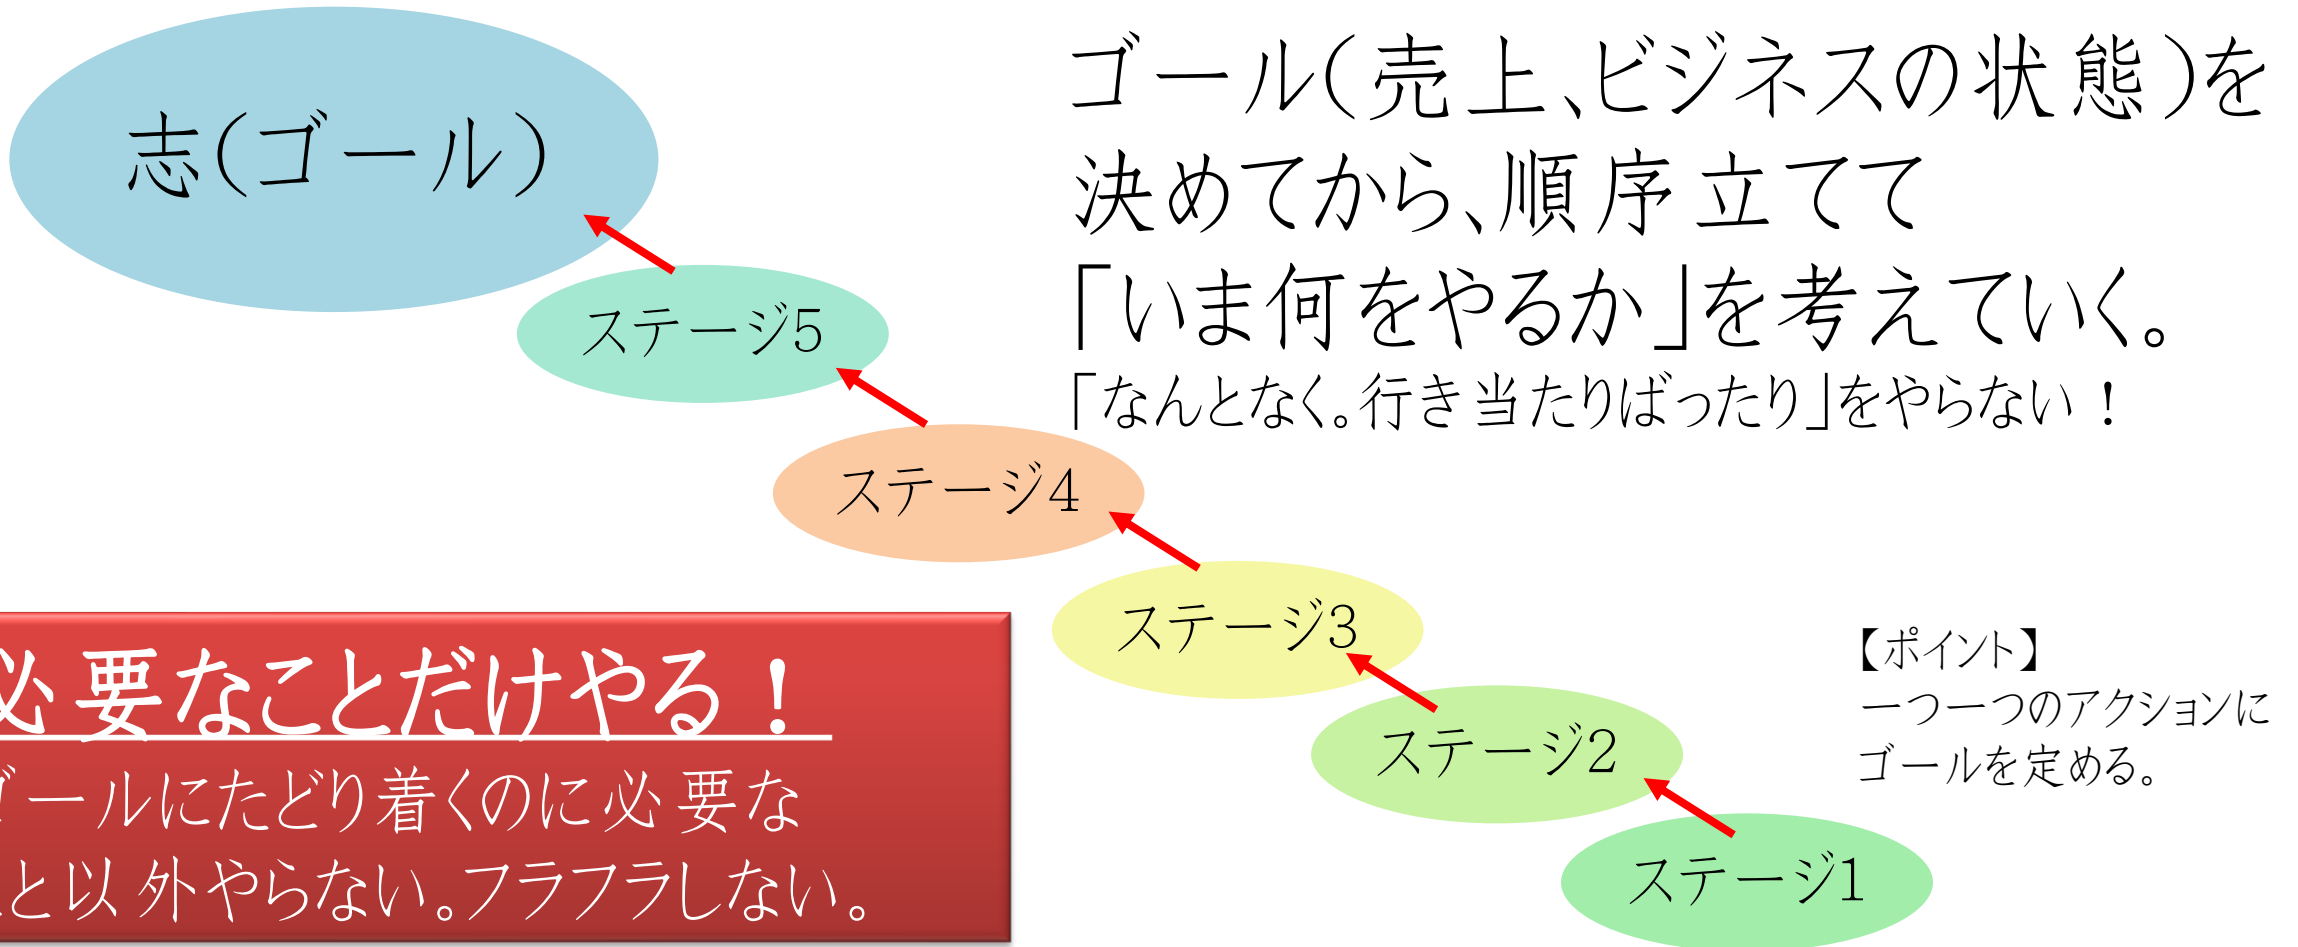 志(ゴール)
ゴール(売上、ビジネスの状態)を
決めてから、順序立てて
「いま何をやるか」を考えていく。
「なんとなく。行き当たりばったり」をやらない!
ステージ5
ステージ4
ステージ3
ステージ2
ステージ1
必要なことだけやる!
ゴールにたどり着くのに必要な
こと以外やらない。フラフラしない。
【ポイント】
一つ一つのアクションに
ゴールを定める。